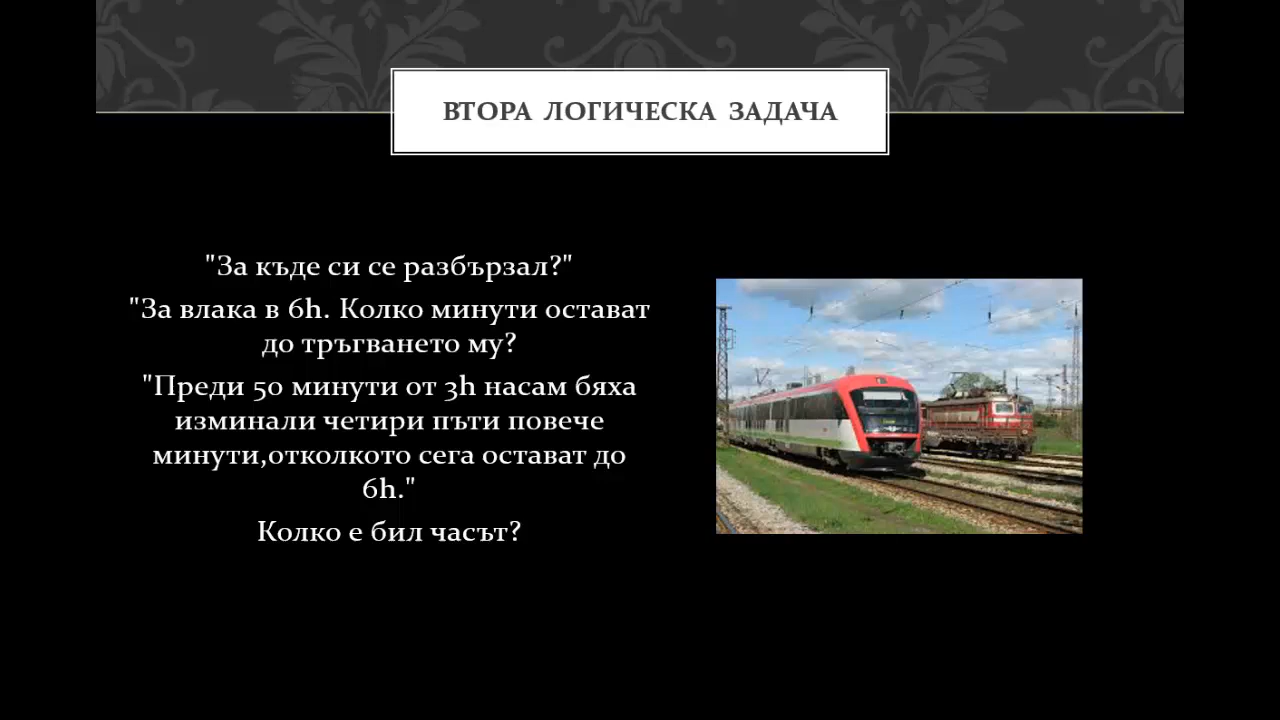 ВТОРА ЛОГИЧЕСКА ЗАДАЧА
"За къде си се разбързал?"
"За влака в 6h. Колко минути остават
до тръгването му?
"Преди 50 минути от 3h насам бяха
изминали четири пъти повече
минути,отколкото сега остават до
6h."
Колко е бил часът?